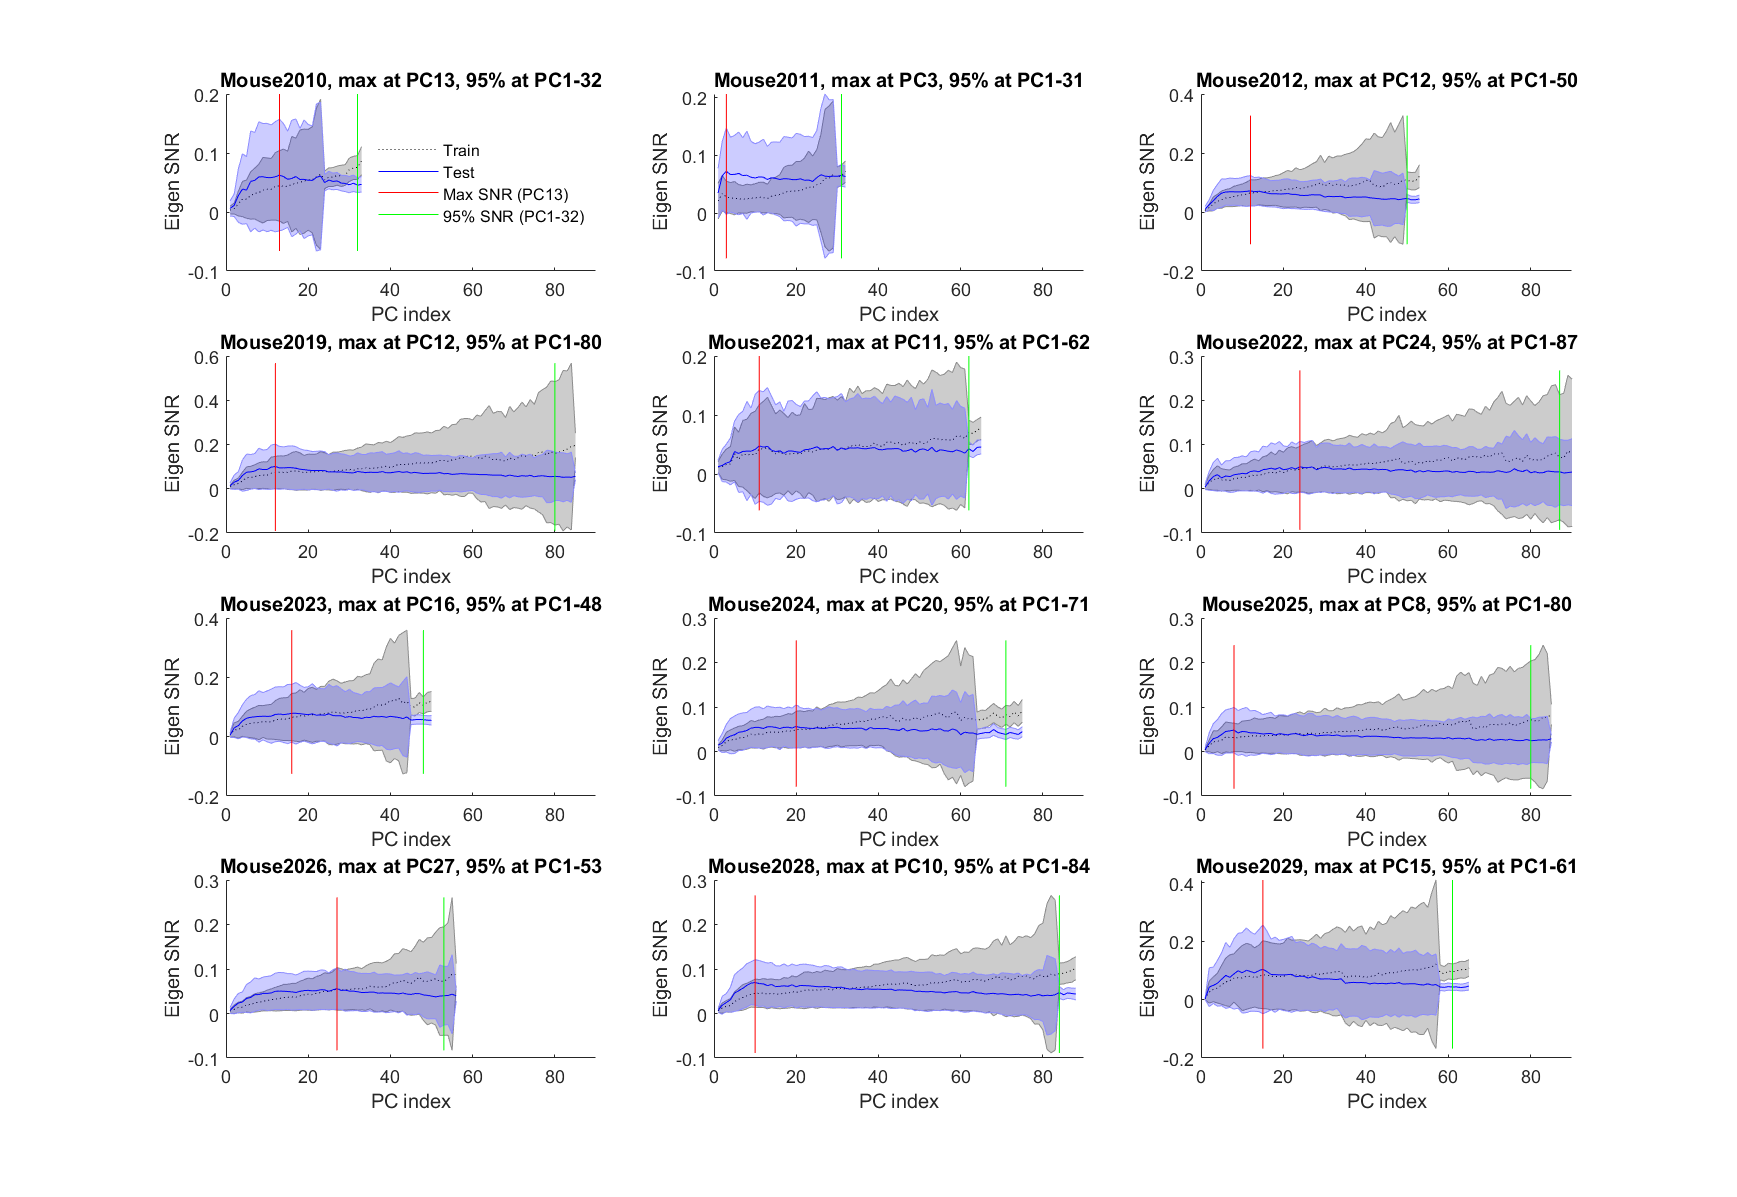 Mouse2010, max at PC13, 95% at PC1-32
0.2
0.1
0
-0.1
Eigen SNR
0 20 40 60 80
PC index
Train
Test
Max SNR (PC13)
95% SNR (PC1-32)
Mouse2011, max at PC3, 95% at PC1-31
0.2
0.1
0
-0.1
Eigen SNR
0 20 40 60 80
PC index
Mouse2012, max at PC12, 95% at PC1-50
0.4
0.2
0
-0.2
Eigen SNR
0 20 40 60 80
PC index
Mouse2019, max at PC12, 95% at PC1-80
0.6
0.4
0.2
0
-0.2
Eigen SNR
0 20 40 60 80
PC index
Mouse2021, max at PC11, 95% at PC1-62
0.2
0.1
0
-0.1
Eigen SNR
0 20 40 60 80
PC index
Mouse2022, max at PC24, 95% at PC1-87
0.3
0.2
0.1
0
-0.1
Eigen SNR
0 20 40 60 80
PC index
Mouse2023, max at PC16, 95% at PC1-48
0.4
0.2
0
-0.2
Eigen SNR
0 20 40 60 80
PC index
Mouse2024, max at PC20, 95% at PC1-71
0.3
0.2
0.1
0
-0.1
Eigen SNR
0 20 40 60 80
PC index
Mouse2025, max at PC8, 95% at PC1-80
0.3
0.2
0.1
0
-0.1
Eigen SNR
0 20 40 60 80
PC index
Mouse2026, max at PC27, 95% at PC1-53
0.3
0.2
0.1
0
-0.1
Eigen SNR
0 20 40 60 80
PC index
Mouse2028, max at PC10, 95% at PC1-84
0.3
0.2
0.1
0
-0.1
Eigen SNR
0 20 40 60 80
PC index
Mouse2029, max at PC15, 95% at PC1-61
0.4
0.2
0
-0.2
Eigen SNR
0 20 40 60 80
PC index